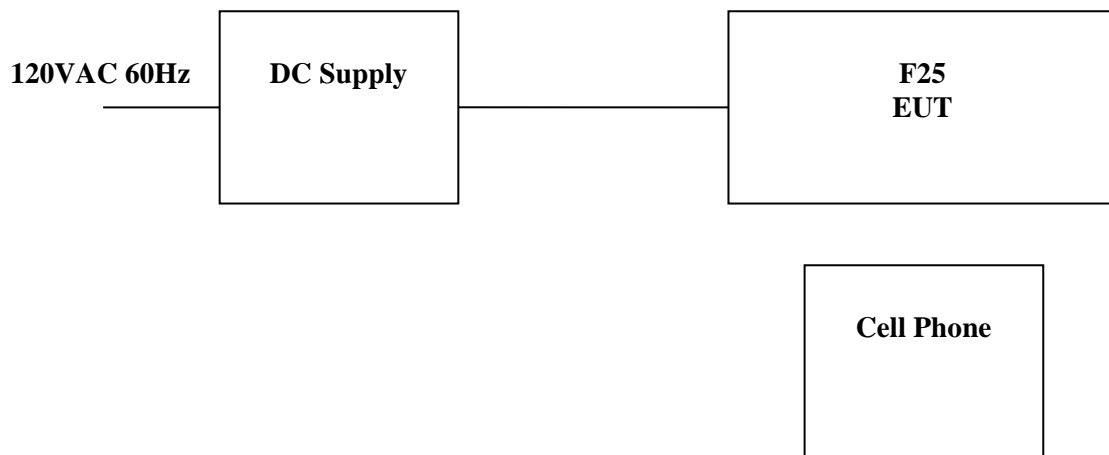 120VAC 60Hz
DC Supply
F25
EUT
Cell Phone